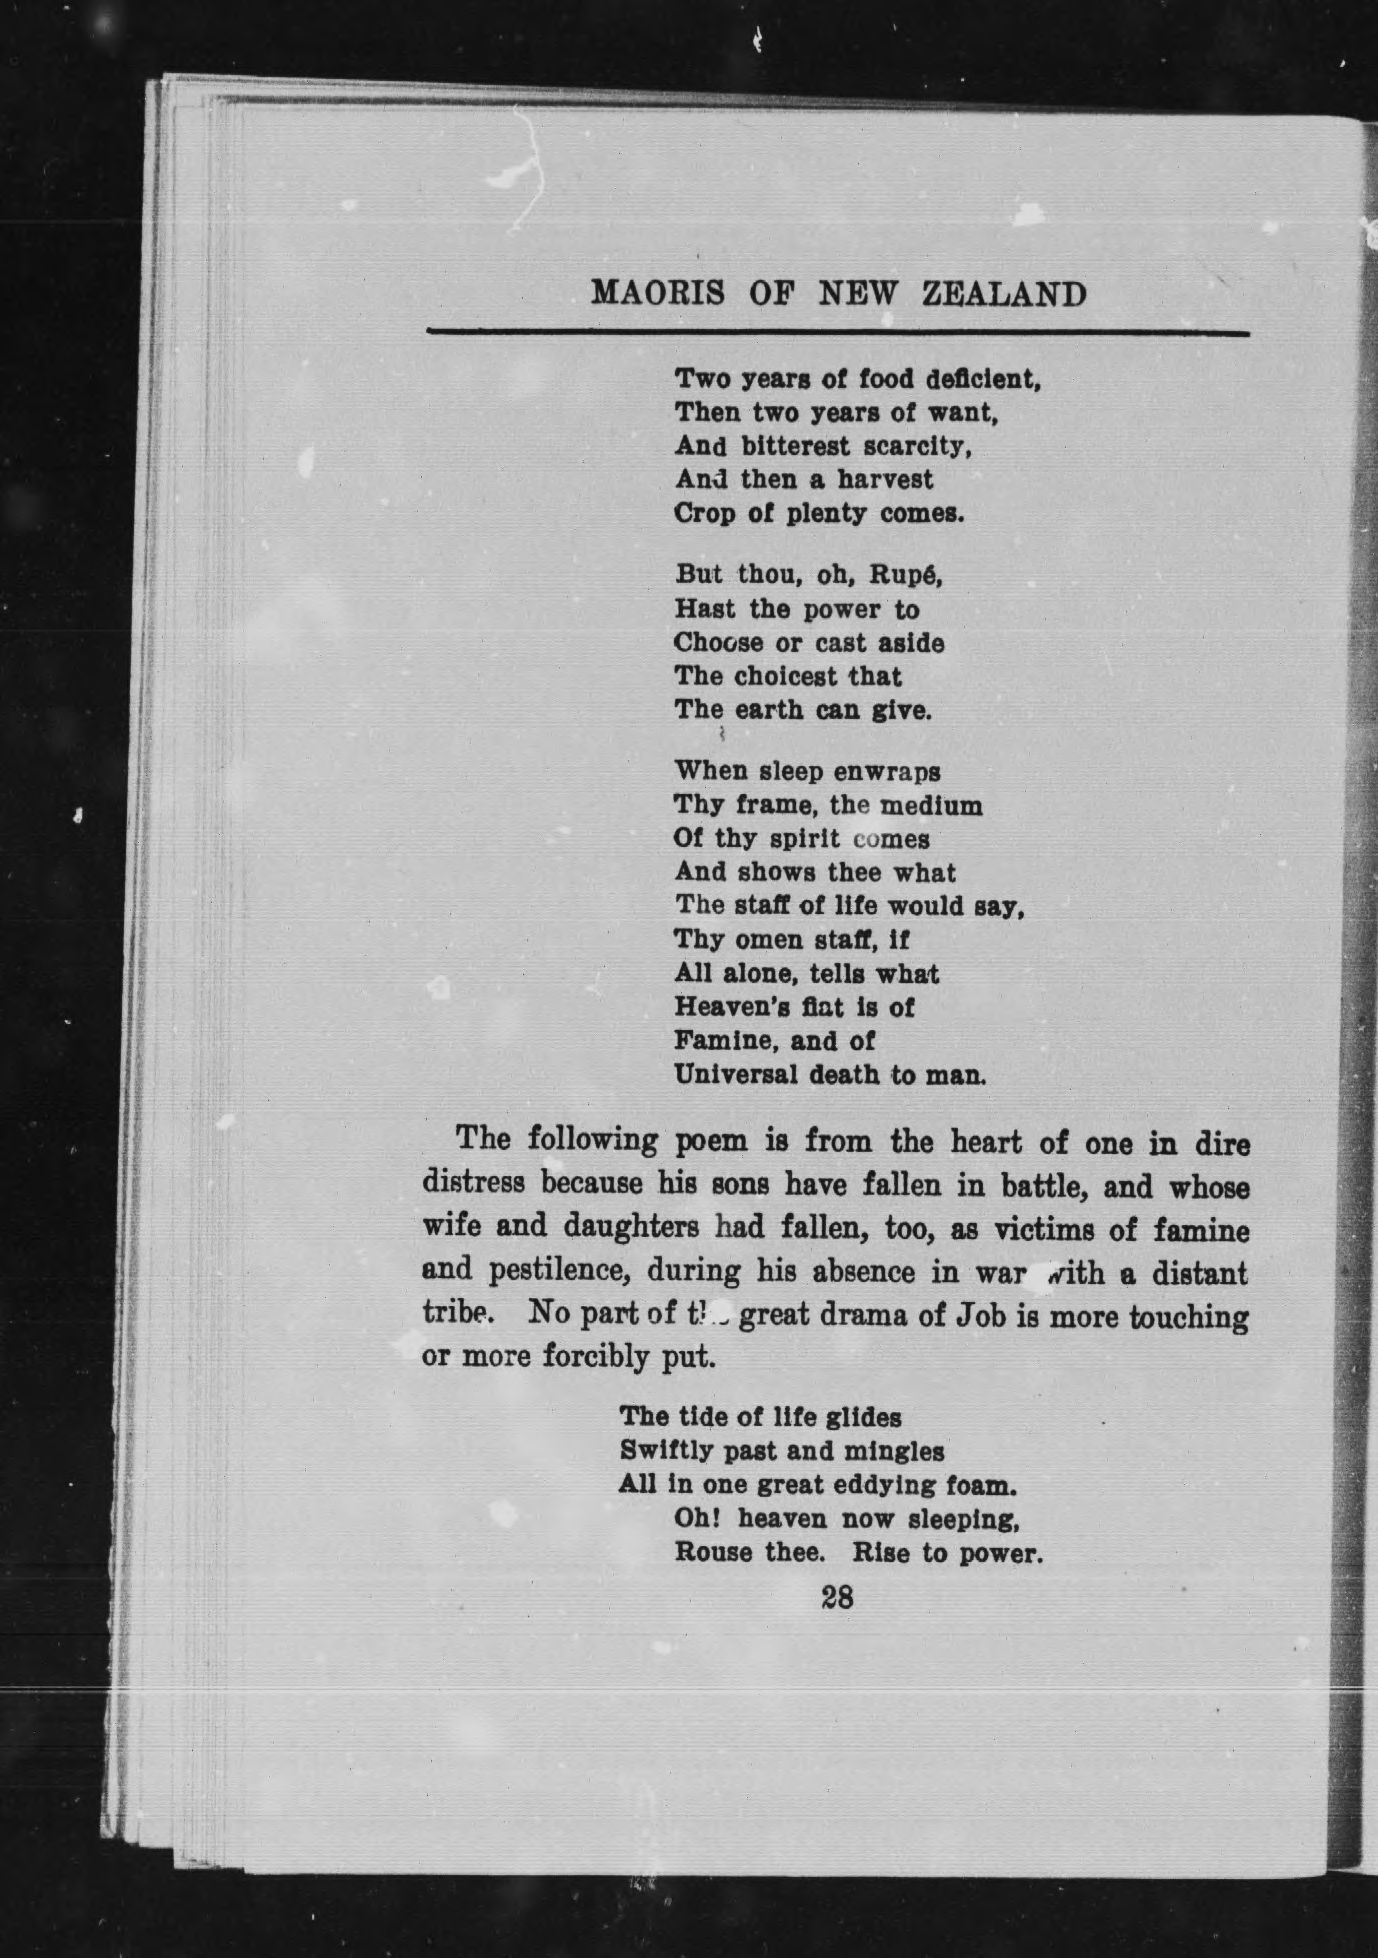 MAORIS OF NEW ZEALAND
Two years of food deficient,
Then two years of want,
And bitterest scarcity,
And then a harvest
Crop of plenty comes.
But thou, oh, Rupé,
Hast the power to
Choose or cast aside
The choicest that
The earth can give.
When sleep enwraps
Thy frame, the medium
Of thy spirit comes
And shows thee what
The staff of life would say,
Thy omen staff, if
All alone, tells what
Heaven's fiat is of
Famine, and of
Universal death to man.
The following poem is from the heart of one in dire
distress because his sons have fallen in battle, and whose
wife and daughters had fallen, too, as victims of famine
and pestilence, during his absence in war with a distant
tribe. No part of the great drama of Job is more touching
or more forcibly put.
The tide of life glides
Swiftly past and mingles
All in one great eddying foam.
Oh! heaven now sleeping,
Rouse thee. Rise to power.
28